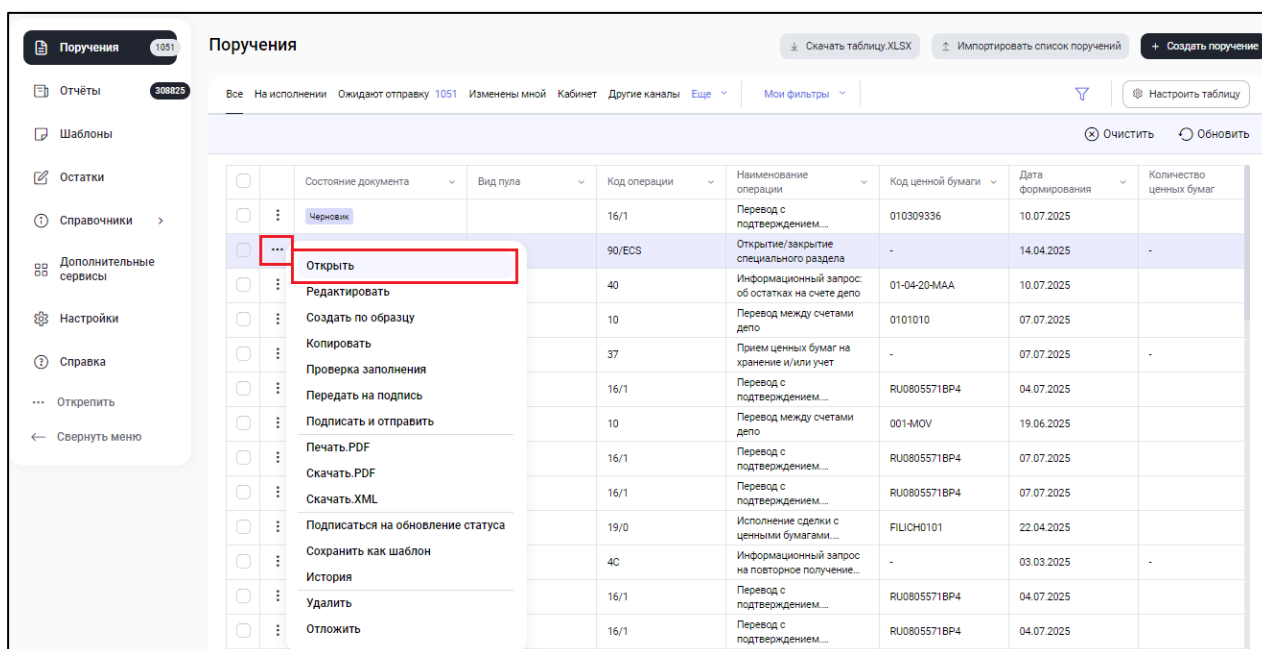 Поручения 1051
Отчёты 308825
Шаблоны
Остатки
Справочники
Дополнительные
сервисы
Настройки
Справка
Открепить
Свернуть меню
Поручения
Скачать таблицу.XLSX
Импортировать список поручений
+ Создать поручение
Все На исполнении Ожидают отправку 1051 Изменены мной Кабинет Другие каналы Еще Мои фильтры
Настроить таблицу
Очистить Обновить
Состояние документа Вид пула Код операции Наименование операции Код ценной бумаги Дата формирования Количество ценных бумаг
Черновик 16/1 Перевод с подтверждением.... 010309336 10.07.2025
90/ECS Открытие/закрытие специального раздела - 14.04.2025 -
40 Информационный запрос: об остатках на счете депо 01-04-20-MAA 10.07.2025
10 Перевод между счетами депо 0101010 07.07.2025
37 Прием ценных бумаг на хранение и/или учет - 07.07.2025 -
16/1 Перевод с подтверждением.... RU0805571BP4 04.07.2025
10 Перевод между счетами депо 001-MOV 19.06.2025
16/1 Перевод с подтверждением.... RU0805571BP4 07.07.2025
16/1 Перевод с подтверждением.... RU0805571BP4 07.07.2025
19/0 Исполнение сделки с ценными бумагами.... FILICH0101 22.04.2025
4C Информационный запрос на повторное получение... - 03.03.2025 -
16/1 Перевод с подтверждением.... RU0805571BP4 04.07.2025
16/1 Перевод с подтверждением.... RU0805571BP4 04.07.2025
Открыть
Редактировать
Создать по образцу
Копировать
Проверка заполнения
Передать на подпись
Подписать и отправить
Печать.PDF
Скачать.PDF
Скачать.XML
Подписаться на обновление статуса
Сохранить как шаблон
История
Удалить
Отложить